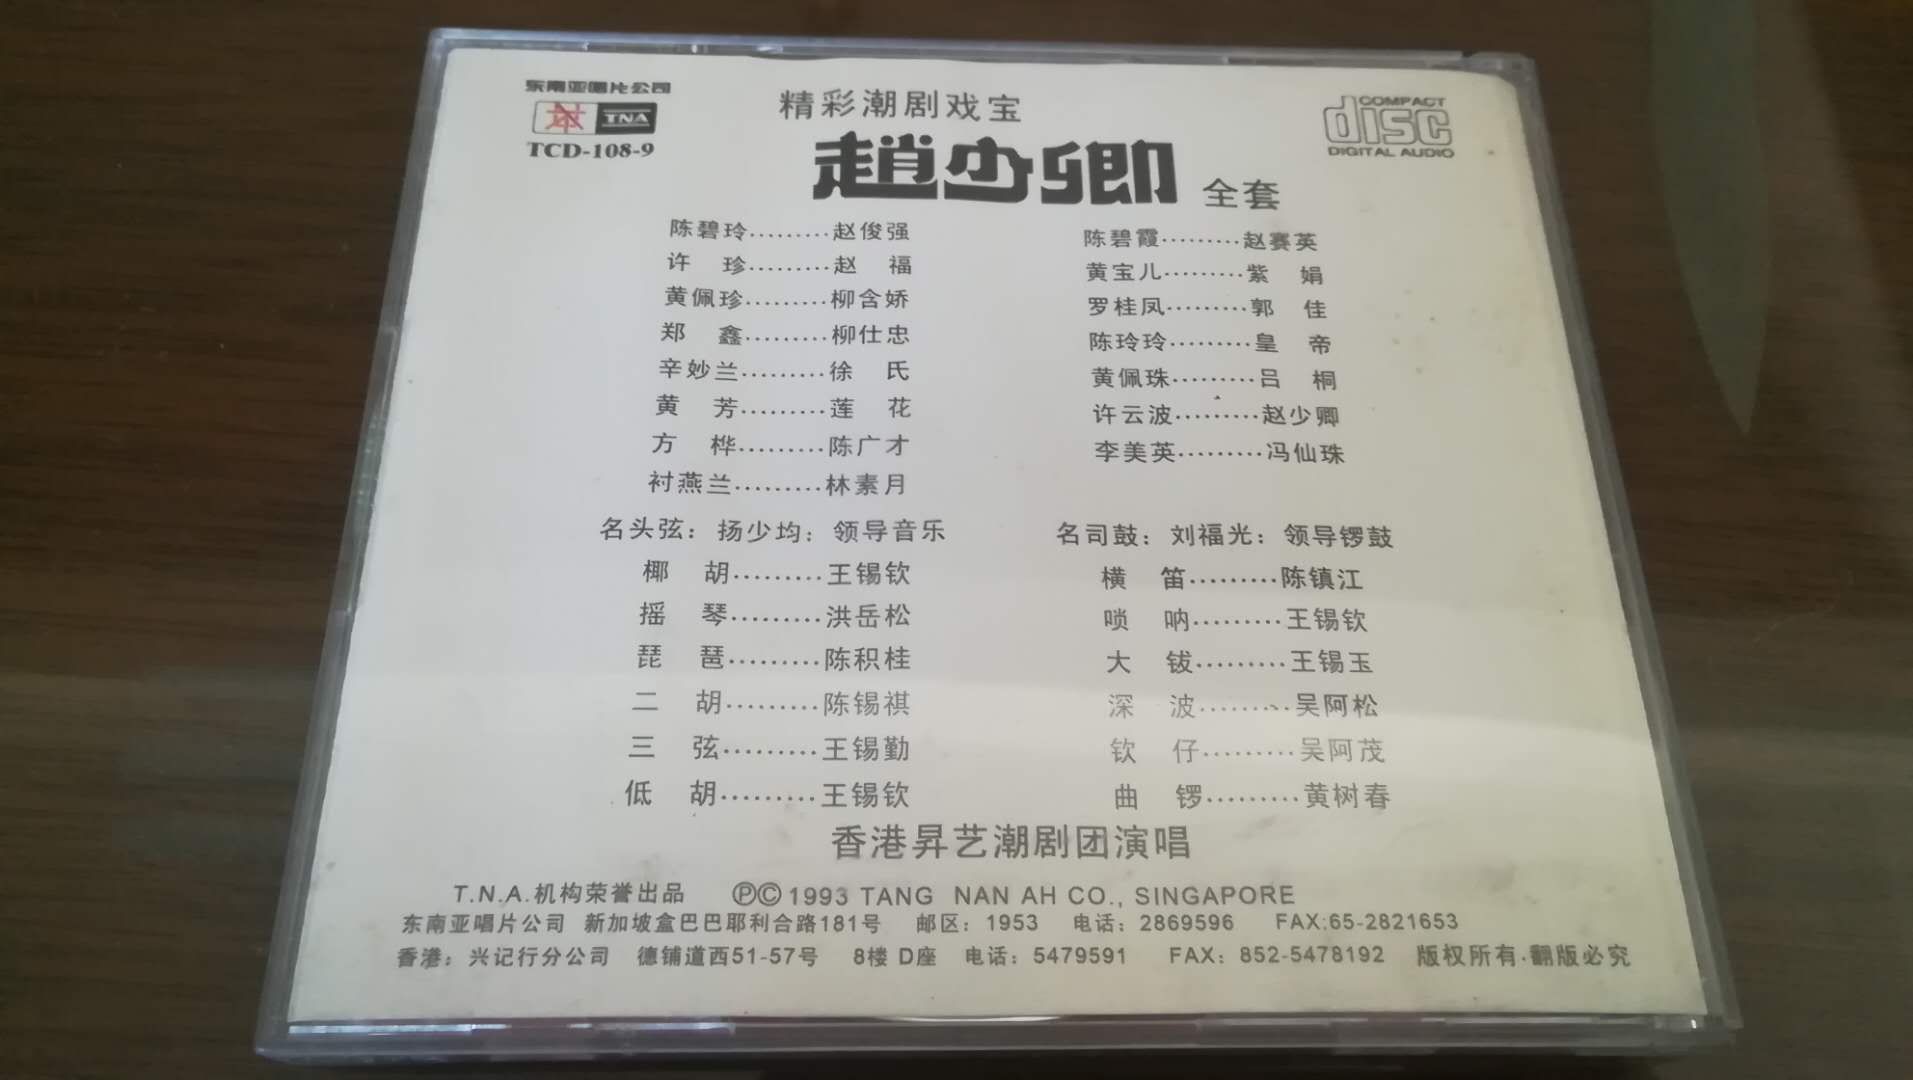 东南亚唱片公司
TNA
TCD-108-9
精彩潮剧戏宝
COMPACT
disc
DIGITAL AUDIO
趙少卿 全套
陈碧玲.........赵俊强
许 珍.........赵 福
黄佩珍.........柳含娇
郑 鑫.........柳仕忠
辛妙兰.........徐 氏
黄 芳.........莲 花
方 桦.........陈广才
衬燕兰.........林素月
陈碧霞.........赵赛英
黄宝儿.........紫 娟
罗桂凤.........郭 佳
陈玲玲.........皇 帝
黄佩珠.........吕 桐
许云波.........赵少卿
李美英.........冯仙珠
名头弦：扬少均：领导音乐
椰 胡.........王锡钦
摇 琴.........洪岳松
琵 琶.........陈积桂
二 胡.........陈锡祺
三 弦.........王锡勤
低 胡.........王锡钦
名司鼓：刘福光：领导锣鼓
横 笛.........陈镇江
唢 呐.........王锡钦
大 钹.........王锡玉
深 波.........吴阿松
钦 仔.........吴阿茂
曲 锣.........黄树春
香港昇艺潮剧团演唱
T.N.A.机构荣誉出品 ℗© 1993 TANG NAN AH CO., SINGAPORE
东南亚唱片公司 新加坡盒巴巴耶利合路181号 邮区：1953 电话：2869596 FAX:65-2821653
香港：兴记行分公司 德铺道西51-57号 8楼 D座 电话：5479591 FAX：852-5478192 版权所有·翻版必究